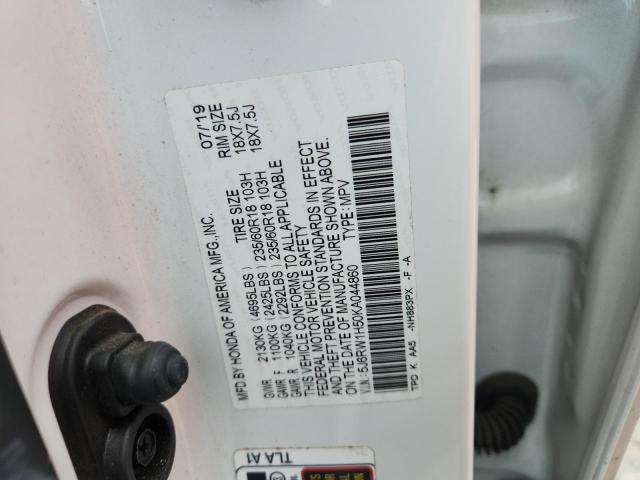 MFD.BY HONDA OF AMERICA MFG.,INC. 07/'19
TIRE SIZE RIM SIZE
GVWR 2130KG (4695LBS)
GAWR F 1100KG (2425LBS) 235/60R18 103H 18X7.5J
GAWR R 1040KG (2292LBS) 235/60R18 103H 18X7.5J
THIS VEHICLE CONFORMS TO ALL APPLICABLE
FEDERAL MOTOR VEHICLE SAFETY
AND THEFT PREVENTION STANDARDS IN EFFECT
ON THE DATE OF MANUFACTURE SHOWN ABOVE.
V.I.N.: 5J6RW1H50KA044860 TYPE: MPV
TPD K AA5 -NH883PX -F -A
TLA A1